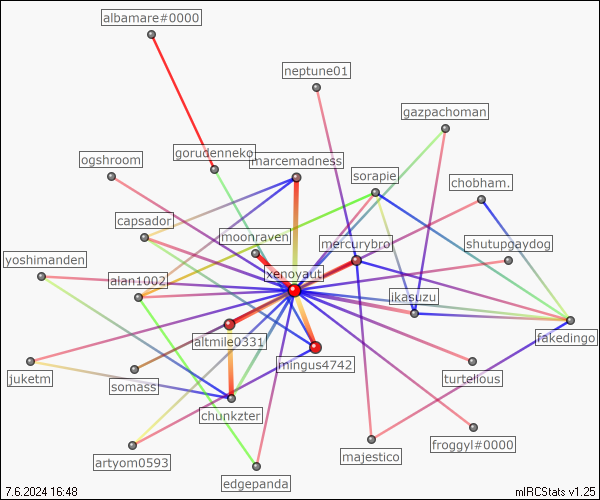 albamare#0000
neptune01
gazpachoman
ogshroom
gorudenneko
marcemadness
sorapie
chobham.
capsador
moonraven
mercurybro
shutupgaydog
yoshimanden
alan1002
xenoyaut
ikasuzu
altmile0331
fakedingo
mingus4742
juketm
somass
turtellous
chunkzter
artyom0593
majestico
froggyl#0000
edgepanda
7.6.2024 16:48
mIRCStats v1.25